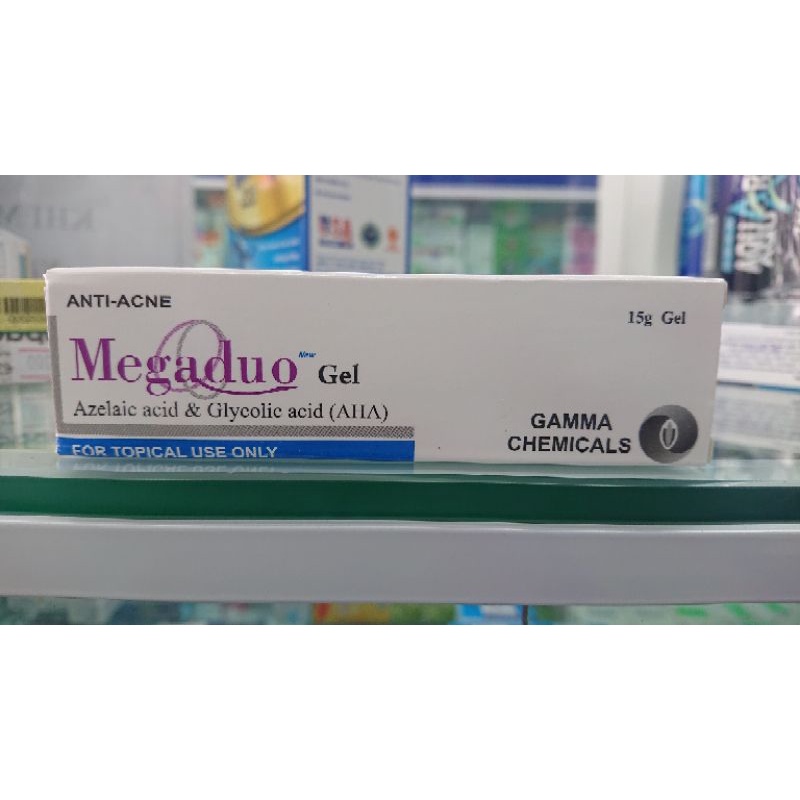 ANTI-ACNE
15g Gel
Megaduo New Gel
Azelaic acid & Glycolic acid (AHA)
GAMMA
CHEMICALS
FOR TOPICAL USE ONLY